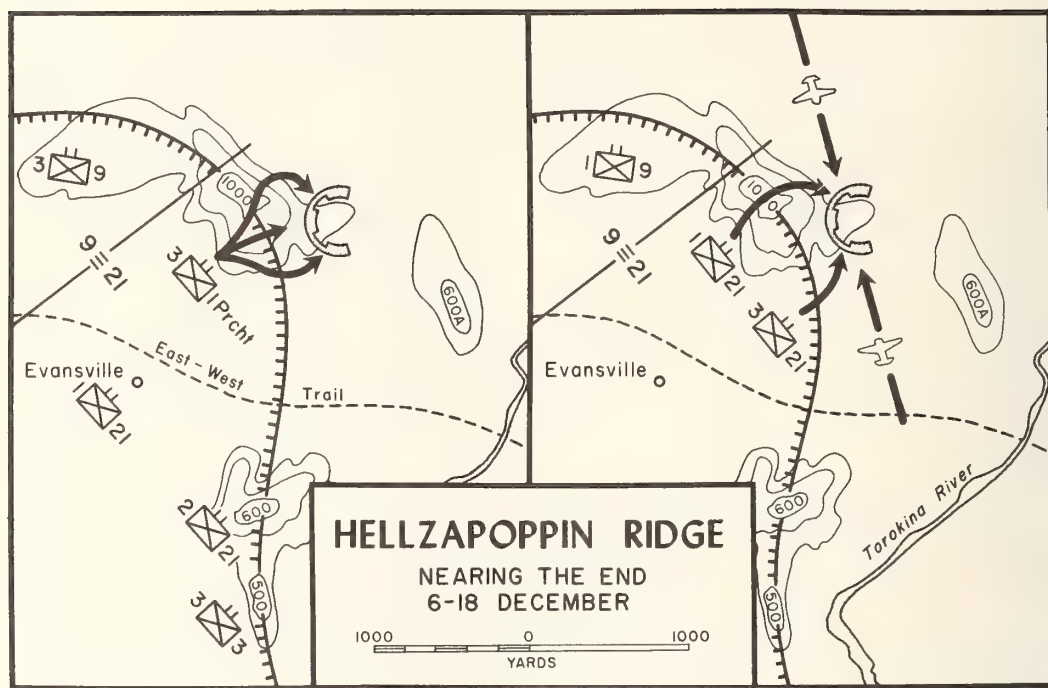 3 9
1000
9 21
3 1 Prcht
600A
East-West Trail
Evansville
1 21
2 21
600
3 3
500
1 9
9 21
1 21
3 21
600A
Evansville
600
500
Torokina River
HELLZAPOPPIN RIDGE
NEARING THE END
6-18 DECEMBER
1000 0 1000
YARDS